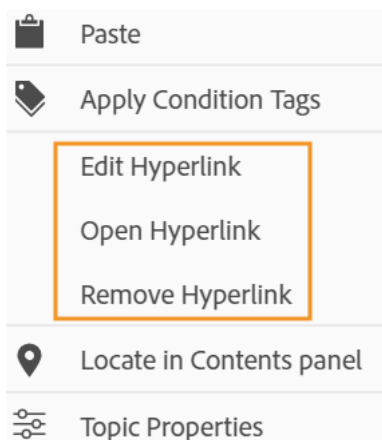 Paste
Apply Condition Tags
Edit Hyperlink
Open Hyperlink
Remove Hyperlink
Locate in Contents panel
Topic Properties